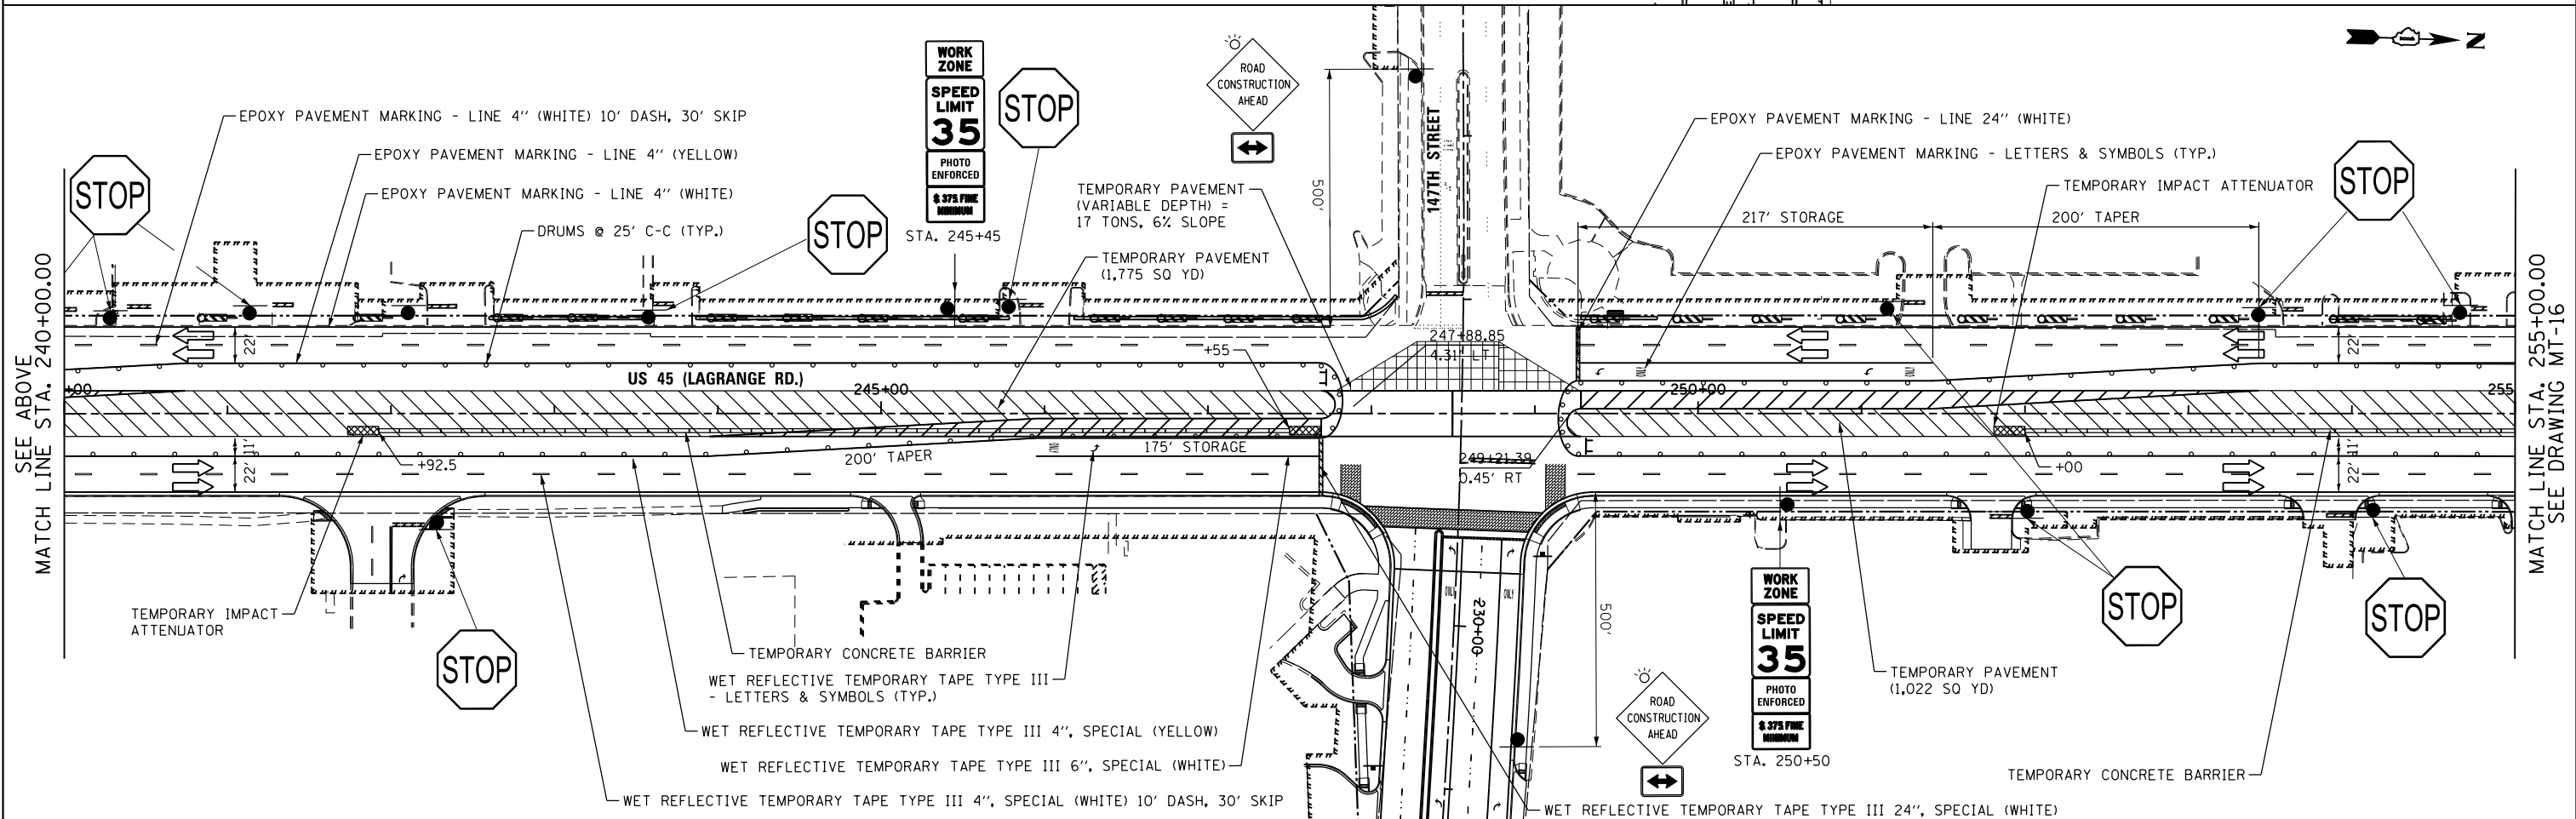 N
WORK
ZONE
SPEED
LIMIT
35
PHOTO
ENFORCED
$ 375 FINE
MINIMUM
STA. 245+45
STOP
ROAD
CONSTRUCTION
AHEAD
500'
147TH STREET
EPOXY PAVEMENT MARKING - LINE 4" (WHITE) 10' DASH, 30' SKIP
EPOXY PAVEMENT MARKING - LINE 4" (YELLOW)
EPOXY PAVEMENT MARKING - LINE 4" (WHITE)
DRUMS @ 25' C-C (TYP.)
STOP
STOP
TEMPORARY PAVEMENT
(VARIABLE DEPTH) =
17 TONS, 6% SLOPE
TEMPORARY PAVEMENT
(1,775 SQ YD)
EPOXY PAVEMENT MARKING - LINE 24" (WHITE)
EPOXY PAVEMENT MARKING - LETTERS & SYMBOLS (TYP.)
TEMPORARY IMPACT ATTENUATOR
STOP
217' STORAGE
200' TAPER
SEE ABOVE
MATCH LINE STA. 240+00.00
MATCH LINE STA. 255+00.00
SEE DRAWING MT-16
22'
22'
22'
+55
247+88.85
4.31' LT
US 45 (LAGRANGE RD.)
+00
245+00
250+00
255
ONLY
ONLY
11'
22'
+92.5
200' TAPER
175' STORAGE
ONLY
249+21.39
0.45' RT
+00
11'
22'
TEMPORARY IMPACT
ATTENUATOR
STOP
TEMPORARY CONCRETE BARRIER
WET REFLECTIVE TEMPORARY TAPE TYPE III
- LETTERS & SYMBOLS (TYP.)
WET REFLECTIVE TEMPORARY TAPE TYPE III 4", SPECIAL (YELLOW)
WET REFLECTIVE TEMPORARY TAPE TYPE III 6", SPECIAL (WHITE)
WET REFLECTIVE TEMPORARY TAPE TYPE III 4", SPECIAL (WHITE) 10' DASH, 30' SKIP
ONLY
ONLY
230+00
500'
ROAD
CONSTRUCTION
AHEAD
WORK
ZONE
SPEED
LIMIT
35
PHOTO
ENFORCED
$ 375 FINE
MINIMUM
STA. 250+50
STOP
STOP
TEMPORARY PAVEMENT
(1,022 SQ YD)
TEMPORARY CONCRETE BARRIER
WET REFLECTIVE TEMPORARY TAPE TYPE III 24", SPECIAL (WHITE)